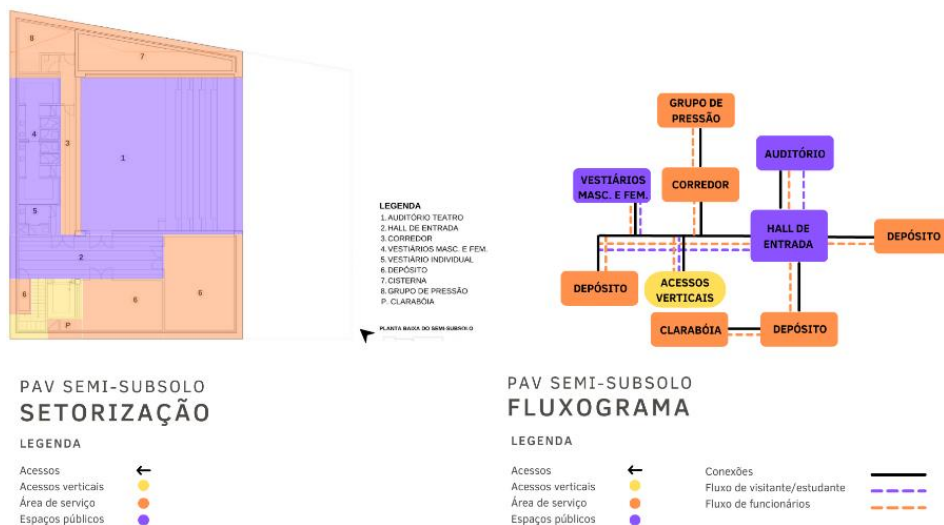 8
7
4
3
1
5
2
6
6
6
P
LEGENDA
1. AUDITÓRIO TEATRO
2. HALL DE ENTRADA
3. CORREDOR
4. VESTIÁRIOS MASC. E FEM.
5. VESTIÁRIO INDIVIDUAL
6. DEPÓSITO
7. CISTERNA
8. GRUPO DE PRESSÃO
P. CLARABÓIA
PLANTA BAIXA DO SEMI-SUBSOLO
GRUPO DE
PRESSÃO
AUDITÓRIO
VESTIÁRIOS
MASC. E FEM.
CORREDOR
HALL DE
ENTRADA
DEPÓSITO
DEPÓSITO
ACESSOS
VERTICAIS
CLARABÓIA
DEPÓSITO
PAV SEMI-SUBSOLO
SETORIZAÇÃO
LEGENDA
Acessos
Acessos verticais
Área de serviço
Espaços públicos
PAV SEMI-SUBSOLO
FLUXOGRAMA
LEGENDA
Acessos
Acessos verticais
Área de serviço
Espaços públicos
Conexões
Fluxo de visitante/estudante
Fluxo de funcionários